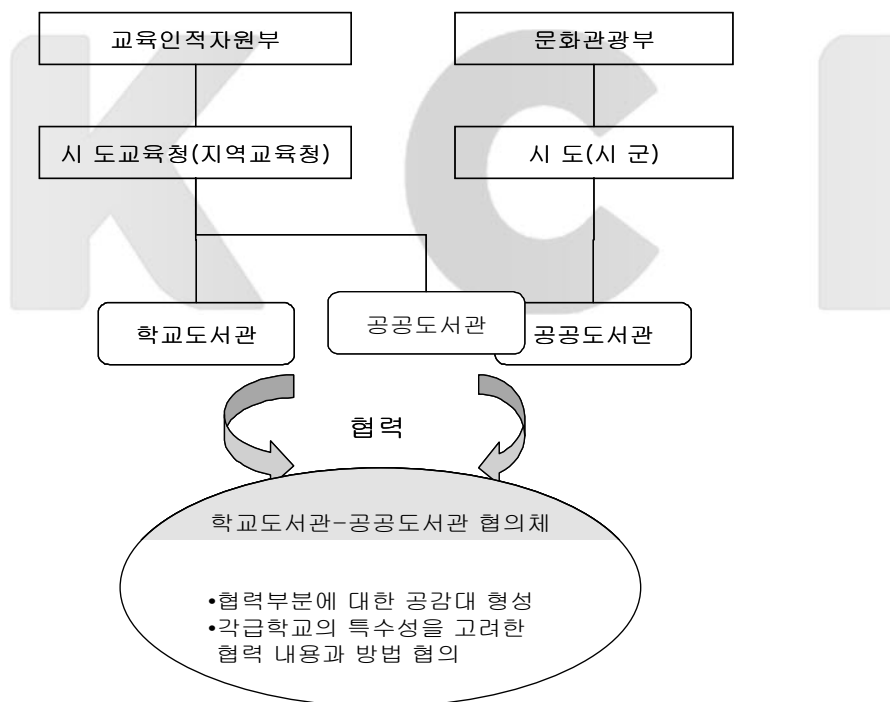 교육인적자원부
문화관광부
시 도교육청(지역교육청)
시 도(시 군)
학교도서관
공공도서관
공공도서관
협력
학교도서관-공공도서관 협의체
•협력부분에 대한 공감대 형성
•각급학교의 특수성을 고려한
협력 내용과 방법 협의
K C I